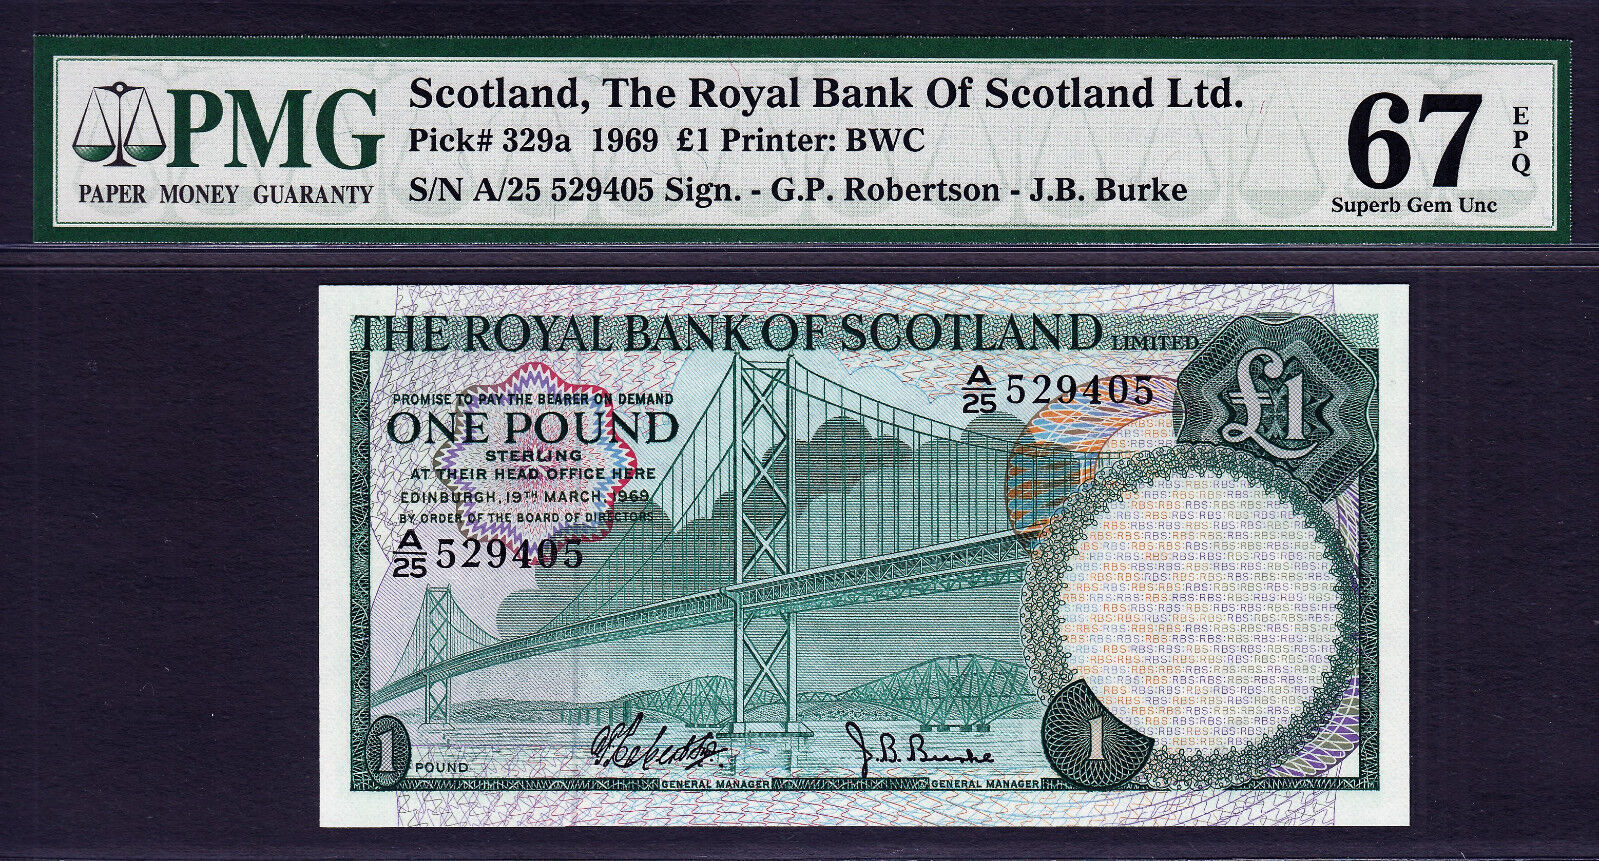 PMG
PAPER MONEY GUARANTY
Scotland, The Royal Bank Of Scotland Ltd.
Pick# 329a 1969 £1 Printer: BWC
S/N A/25 529405 Sign. - G.P. Robertson - J.B. Burke
67
EPQ
Superb Gem Unc
THE ROYAL BANK OF SCOTLAND LIMITED
£1
A/25 529405
PROMISE TO PAY THE BEARER ON DEMAND
ONE POUND
STERLING
AT THEIR HEAD OFFICE HERE
EDINBURGH, 19TH MARCH, 1969
BY ORDER OF THE BOARD OF DIRECTORS
A/25 529405
J.B. Burke
1
POUND
GENERAL MANAGER
GENERAL MANAGER
1